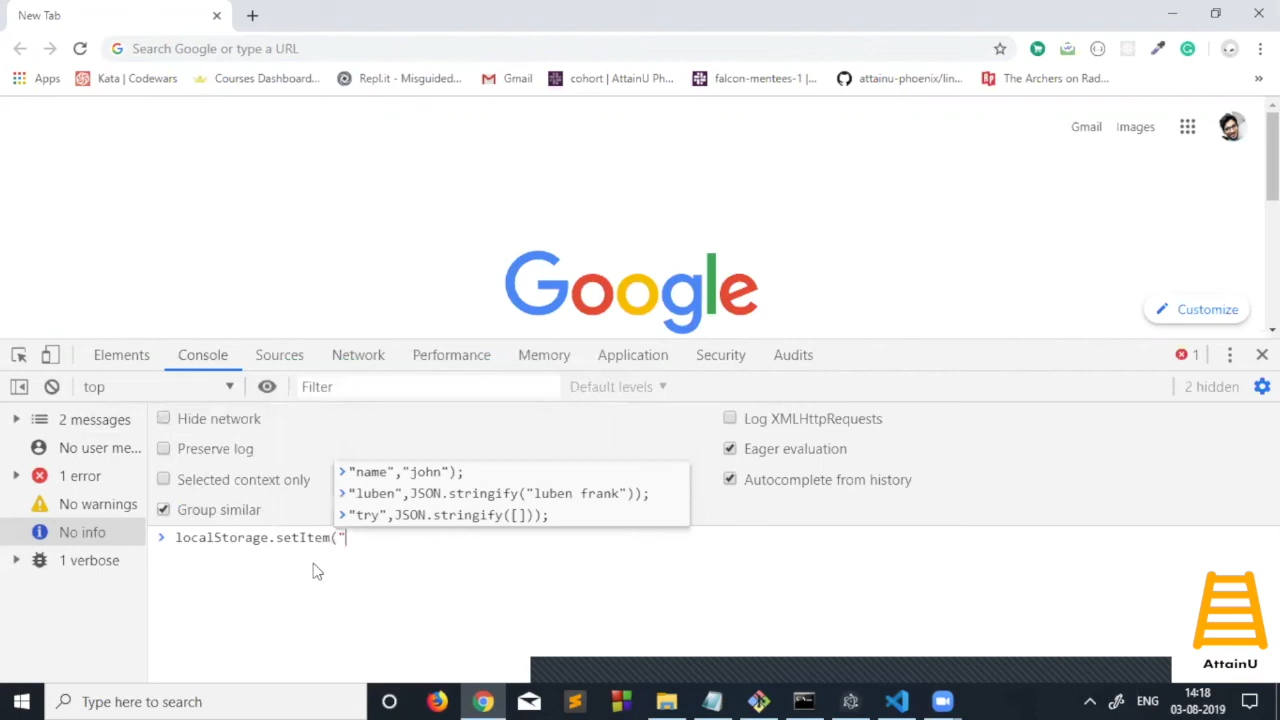 New Tab
Search Google or type a URL
Apps Kata | Codewars Courses Dashboard... Repl.it - Misguided... Gmail cohort | AttainU Ph... falcon-mentees-1 |... attainu-phoenix/lin... The Archers on Rad... »
Gmail Images
Google
Customize
Elements Console Sources Network Performance Memory Application Security Audits 1
top Filter Default levels 2 hidden
2 messages Hide network Log XMLHttpRequests
No user me... Preserve log Eager evaluation
1 error Selected context only Autocomplete from history
No warnings Group similar
No info
1 verbose
"name","john");
"luben",JSON.stringify("luben frank"));
"try",JSON.stringify([]));
localStorage.setItem("
AttainU
Type here to search ENG 14:18
03-08-2019